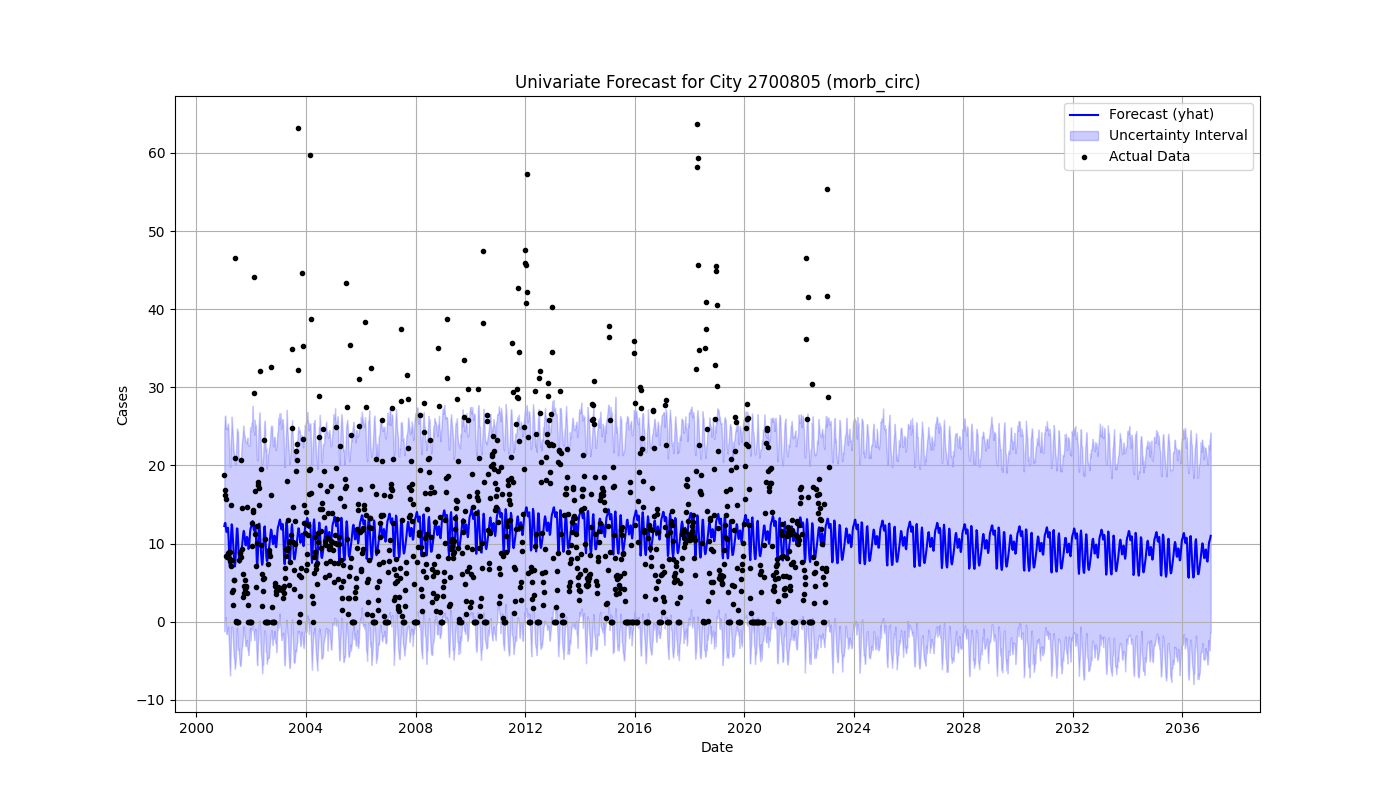 Univariate Forecast for City 2700805 (morb_circ)
Forecast (yhat)
Uncertainty Interval
Actual Data
Cases
60
50
40
30
20
10
0
−10
2000 2004 2008 2012 2016 2020 2024 2028 2032 2036
Date